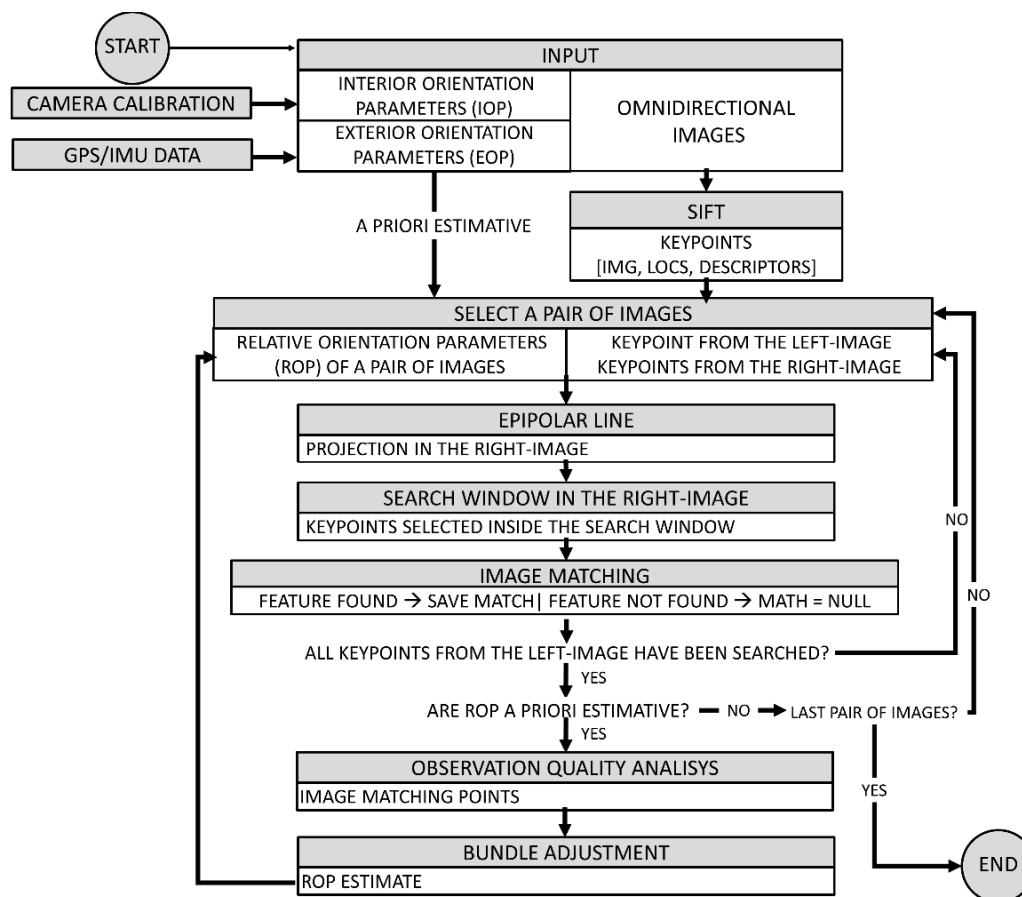 START
INPUT
CAMERA CALIBRATION
INTERIOR ORIENTATION
PARAMETERS (IOP)
OMNIDIRECTIONAL
IMAGES
GPS/IMU DATA
EXTERIOR ORIENTATION
PARAMETERS (EOP)
A PRIORI ESTIMATIVE
SIFT
KEYPOINTS
[IMG, LOCS, DESCRIPTORS]
SELECT A PAIR OF IMAGES
RELATIVE ORIENTATION PARAMETERS
(ROP) OF A PAIR OF IMAGES
KEYPOINT FROM THE LEFT-IMAGE
KEYPOINTS FROM THE RIGHT-IMAGE
EPIPOLAR LINE
PROJECTION IN THE RIGHT-IMAGE
SEARCH WINDOW IN THE RIGHT-IMAGE
KEYPOINTS SELECTED INSIDE THE SEARCH WINDOW
NO
IMAGE MATCHING
FEATURE FOUND → SAVE MATCH| FEATURE NOT FOUND → MATH = NULL
NO
ALL KEYPOINTS FROM THE LEFT-IMAGE HAVE BEEN SEARCHED?
YES
ARE ROP A PRIORI ESTIMATIVE?
NO
LAST PAIR OF IMAGES?
YES
OBSERVATION QUALITY ANALISYS
IMAGE MATCHING POINTS
YES
BUNDLE ADJUSTMENT
ROP ESTIMATE
END